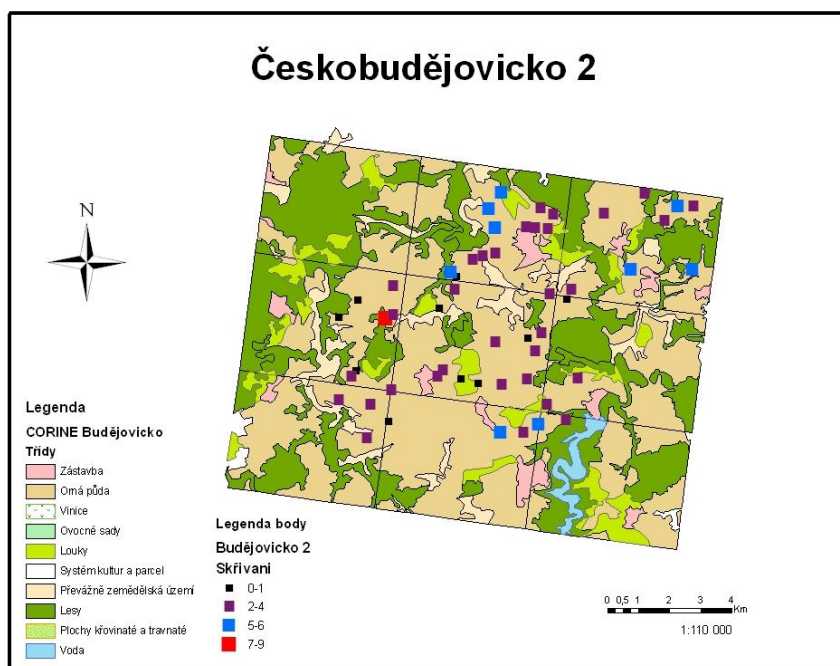 Českobudějovicko 2
N
Legenda
CORINE Budějovicko
Třídy
Zástavba
Orná půda
Vinice
Ovocné sady
Louky
Systém kultur a parcel
Převážně zemědělská území
Lesy
Plochy křovinaté a travnaté
Voda
Legenda body
Budějovicko 2
Skřivani
0-1
2-4
5-6
7-9
0 0,5 1 2 3 4
Km
1:110 000